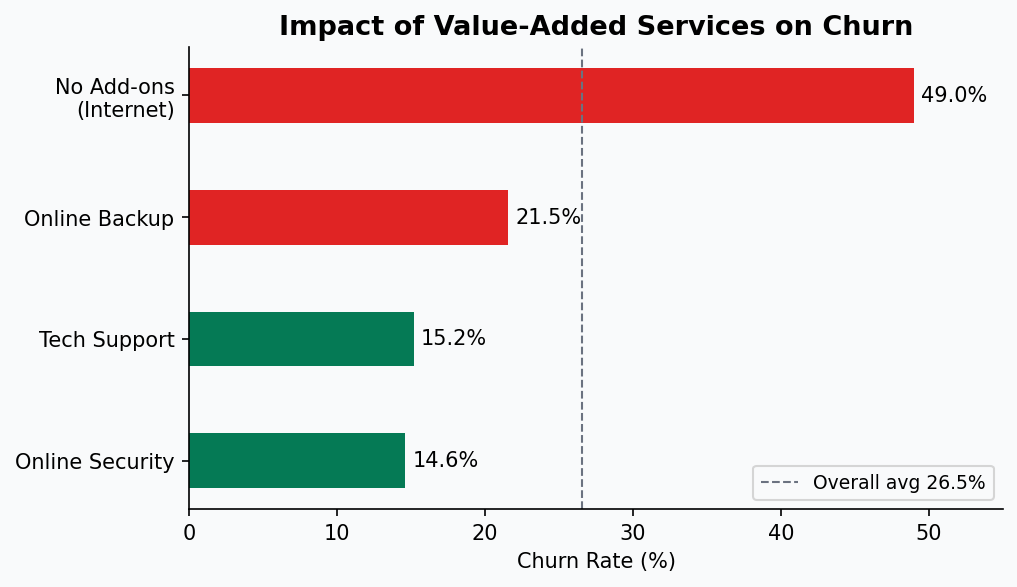 Impact of Value-Added Services on Churn
No Add-ons
(Internet)
49.0%
Online Backup
21.5%
Tech Support
15.2%
Online Security
14.6%
Overall avg 26.5%
0 10 20 30 40 50
Churn Rate (%)